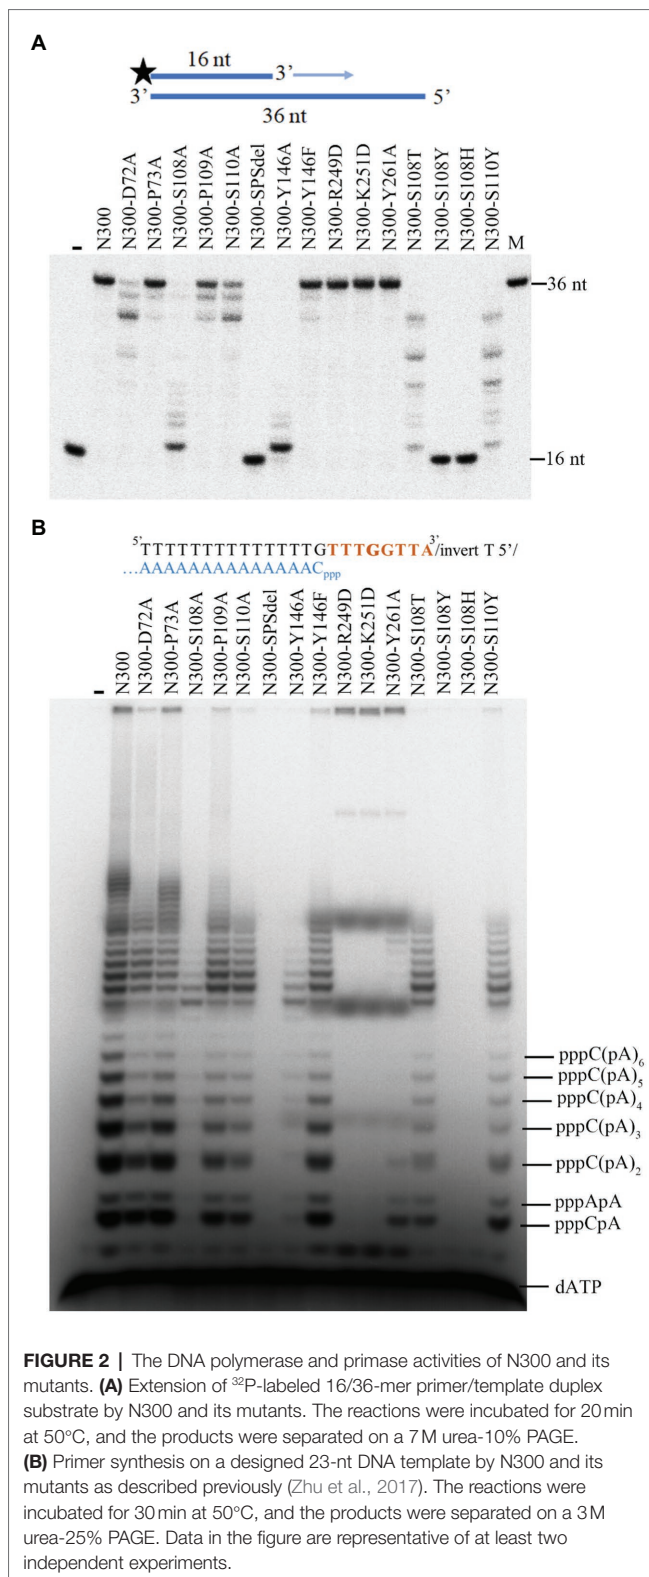 A
16 nt
3’
3’
5’
36 nt
-
N300
N300-D72A
N300-P73A
N300-S108A
N300-P109A
N300-S110A
N300-SPSdel
N300-Y146A
N300-Y146F
N300-R249D
N300-K251D
N300-Y261A
N300-S108T
N300-S108Y
N300-S108H
N300-S110Y
M
36 nt
16 nt
B
5’TTTTTTTTTTTTTTGTTTGGTTA3’/invert T 5’/
...AAAAAAAAAAAAAACppp
-
N300
N300-D72A
N300-P73A
N300-S108A
N300-P109A
N300-S110A
N300-SPSdel
N300-Y146A
N300-Y146F
N300-R249D
N300-K251D
N300-Y261A
N300-S108T
N300-S108Y
N300-S108H
N300-S110Y
pppC(pA)6
pppC(pA)5
pppC(pA)4
pppC(pA)3
pppC(pA)2
pppApA
pppCpA
dATP
FIGURE 2 | The DNA polymerase and primase activities of N300 and its
mutants. (A) Extension of 32P-labeled 16/36-mer primer/template duplex
substrate by N300 and its mutants. The reactions were incubated for 20 min
at 50°C, and the products were separated on a 7 M urea-10% PAGE.
(B) Primer synthesis on a designed 23-nt DNA template by N300 and its
mutants as described previously (Zhu et al., 2017). The reactions were
incubated for 30 min at 50°C, and the products were separated on a 3 M
urea-25% PAGE. Data in the figure are representative of at least two
independent experiments.